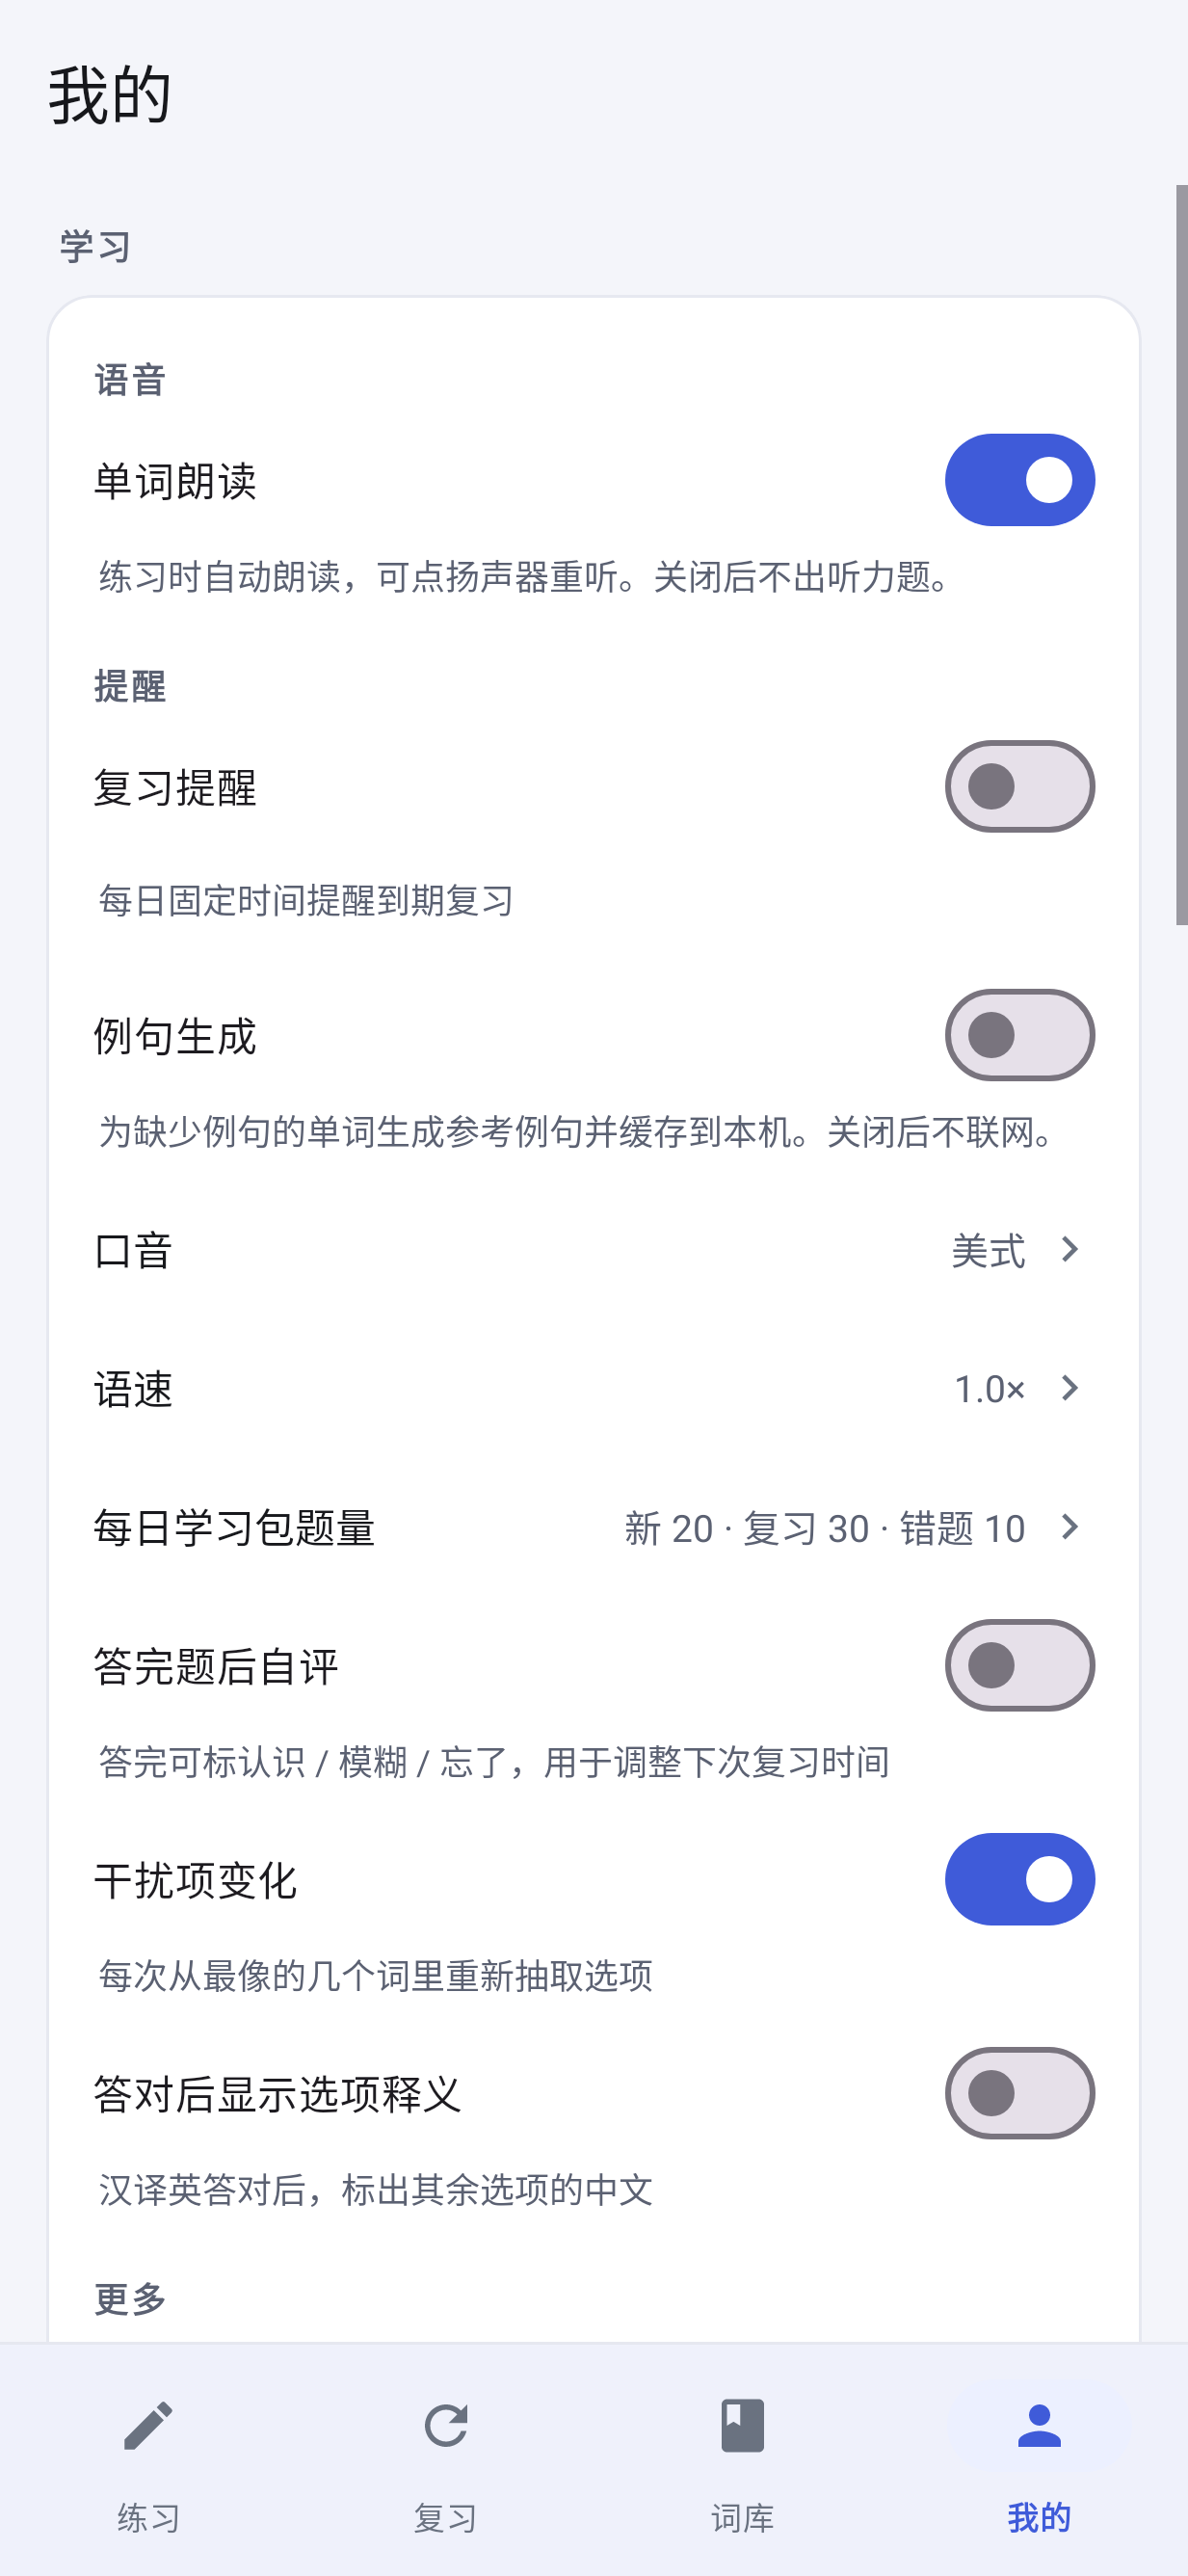 我的
学习
语音
单词朗读
练习时自动朗读，可点扬声器重听。关闭后不出听力题。
提醒
复习提醒
每日固定时间提醒到期复习
例句生成
为缺少例句的单词生成参考例句并缓存到本机。关闭后不联网。
口音 美式
语速 1.0×
每日学习包题量 新 20 · 复习 30 · 错题 10
答完题后自评
答完可标认识 / 模糊 / 忘了，用于调整下次复习时间
干扰项变化
每次从最像的几个词里重新抽取选项
答对后显示选项释义
汉译英答对后，标出其余选项的中文
更多
练习 复习 词库 我的